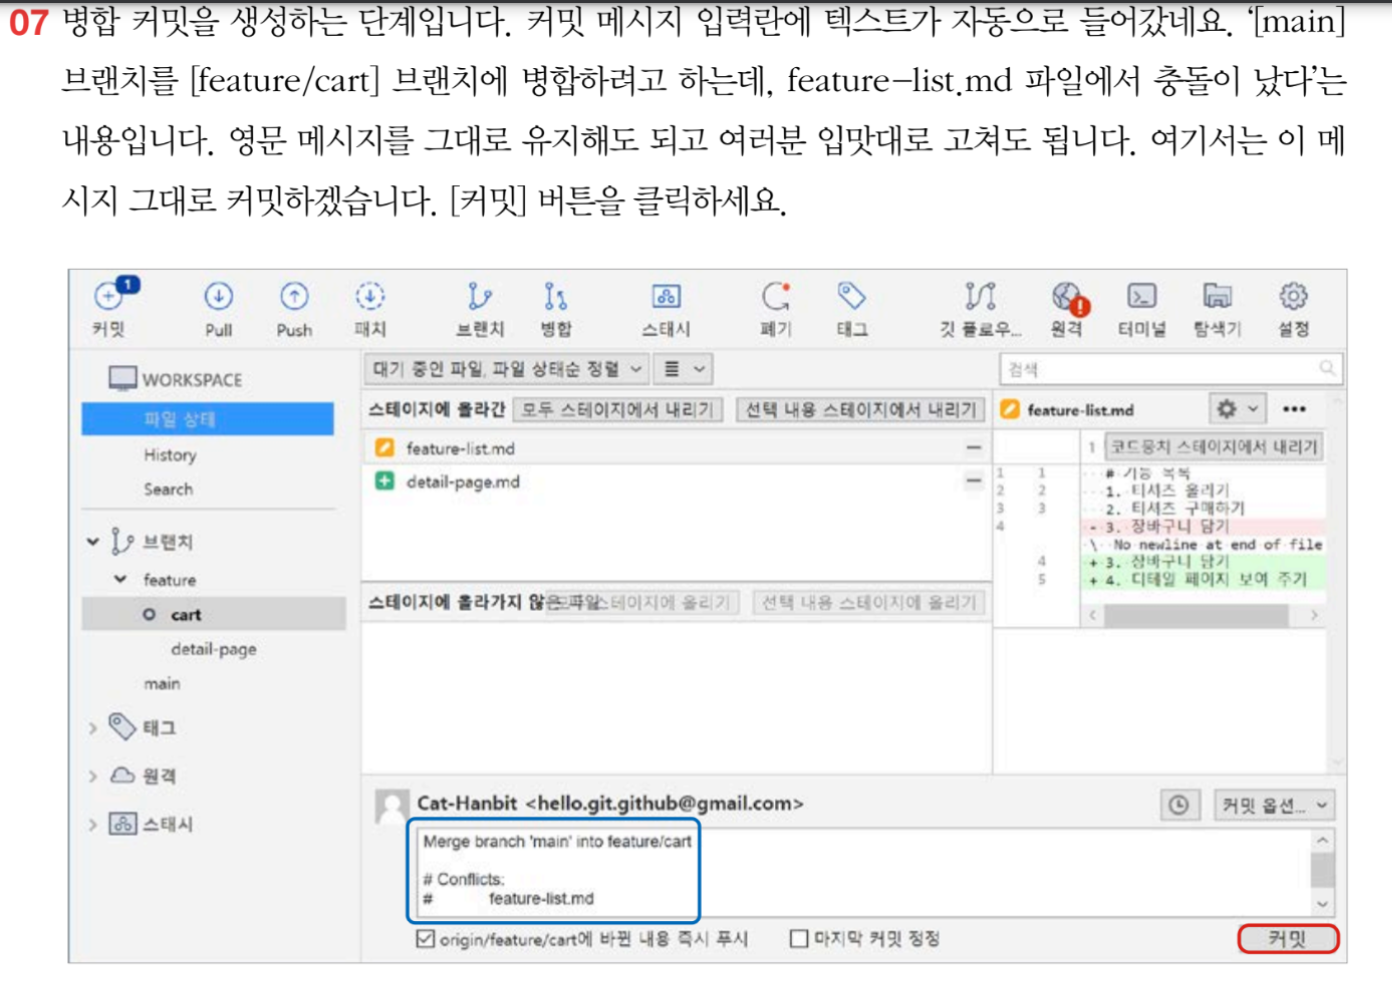 07 병합 커밋을 생성하는 단계입니다. 커밋 메시지 입력란에 텍스트가 자동으로 들어갔네요. ‘[main]
브랜치를 [feature/cart] 브랜치에 병합하려고 하는데, feature-list.md 파일에서 충돌이 났다’는
내용입니다. 영문 메시지를 그대로 유지해도 되고 여러분 입맛대로 고쳐도 됩니다. 여기서는 이 메
시지 그대로 커밋하겠습니다. [커밋] 버튼을 클릭하세요.
1
커밋 Pull Push 패치 브랜치 병합 스태시 폐기 태그 깃 플로우... 원격 터미널 탐색기 설정
WORKSPACE
파일 상태
History
Search
브랜치
feature
cart
detail-page
main
태그
원격
스태시
대기 중인 파일, 파일 상태순 정렬
검색
스테이지에 올라간 모두 스테이지에서 내리기 선택 내용 스테이지에서 내리기
feature-list.md
detail-page.md
스테이지에 올라가지 않은 파일 스테이지에 올리기 선택 내용 스테이지에 올리기
feature-list.md
1 코드뭉치 스테이지에서 내리기
1 1 # 기능 목록
2 2 1. 티셔츠 올리기
3 3 2. 티셔츠 구매하기
4 - 3. 장바구니 담기
\ No newline at end of file
4 + 3. 장바구니 담기
5 + 4. 디테일 페이지 보여 주기
Cat-Hanbit <hello.git.github@gmail.com>
커밋 옵션...
Merge branch 'main' into feature/cart
# Conflicts:
# feature-list.md
origin/feature/cart에 바뀐 내용 즉시 푸시 마지막 커밋 정정
커밋